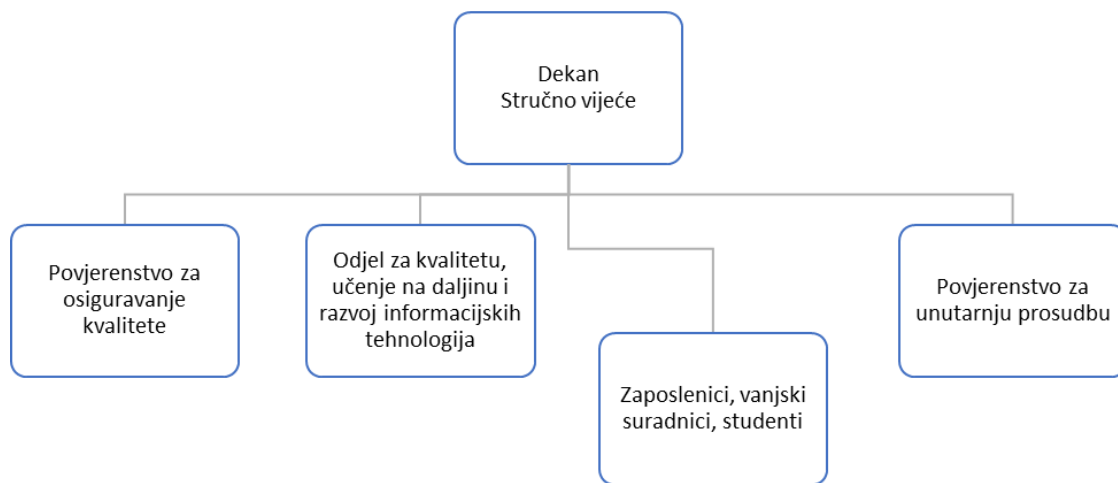 Dekan
Stručno vijeće
Povjerenstvo za
osiguravanje
kvalitete
Odjel za kvalitetu,
učenje na daljinu i
razvoj informacijskih
tehnologija
Zaposlenici, vanjski
suradnici, studenti
Povjerenstvo za
unutarnju prosudbu